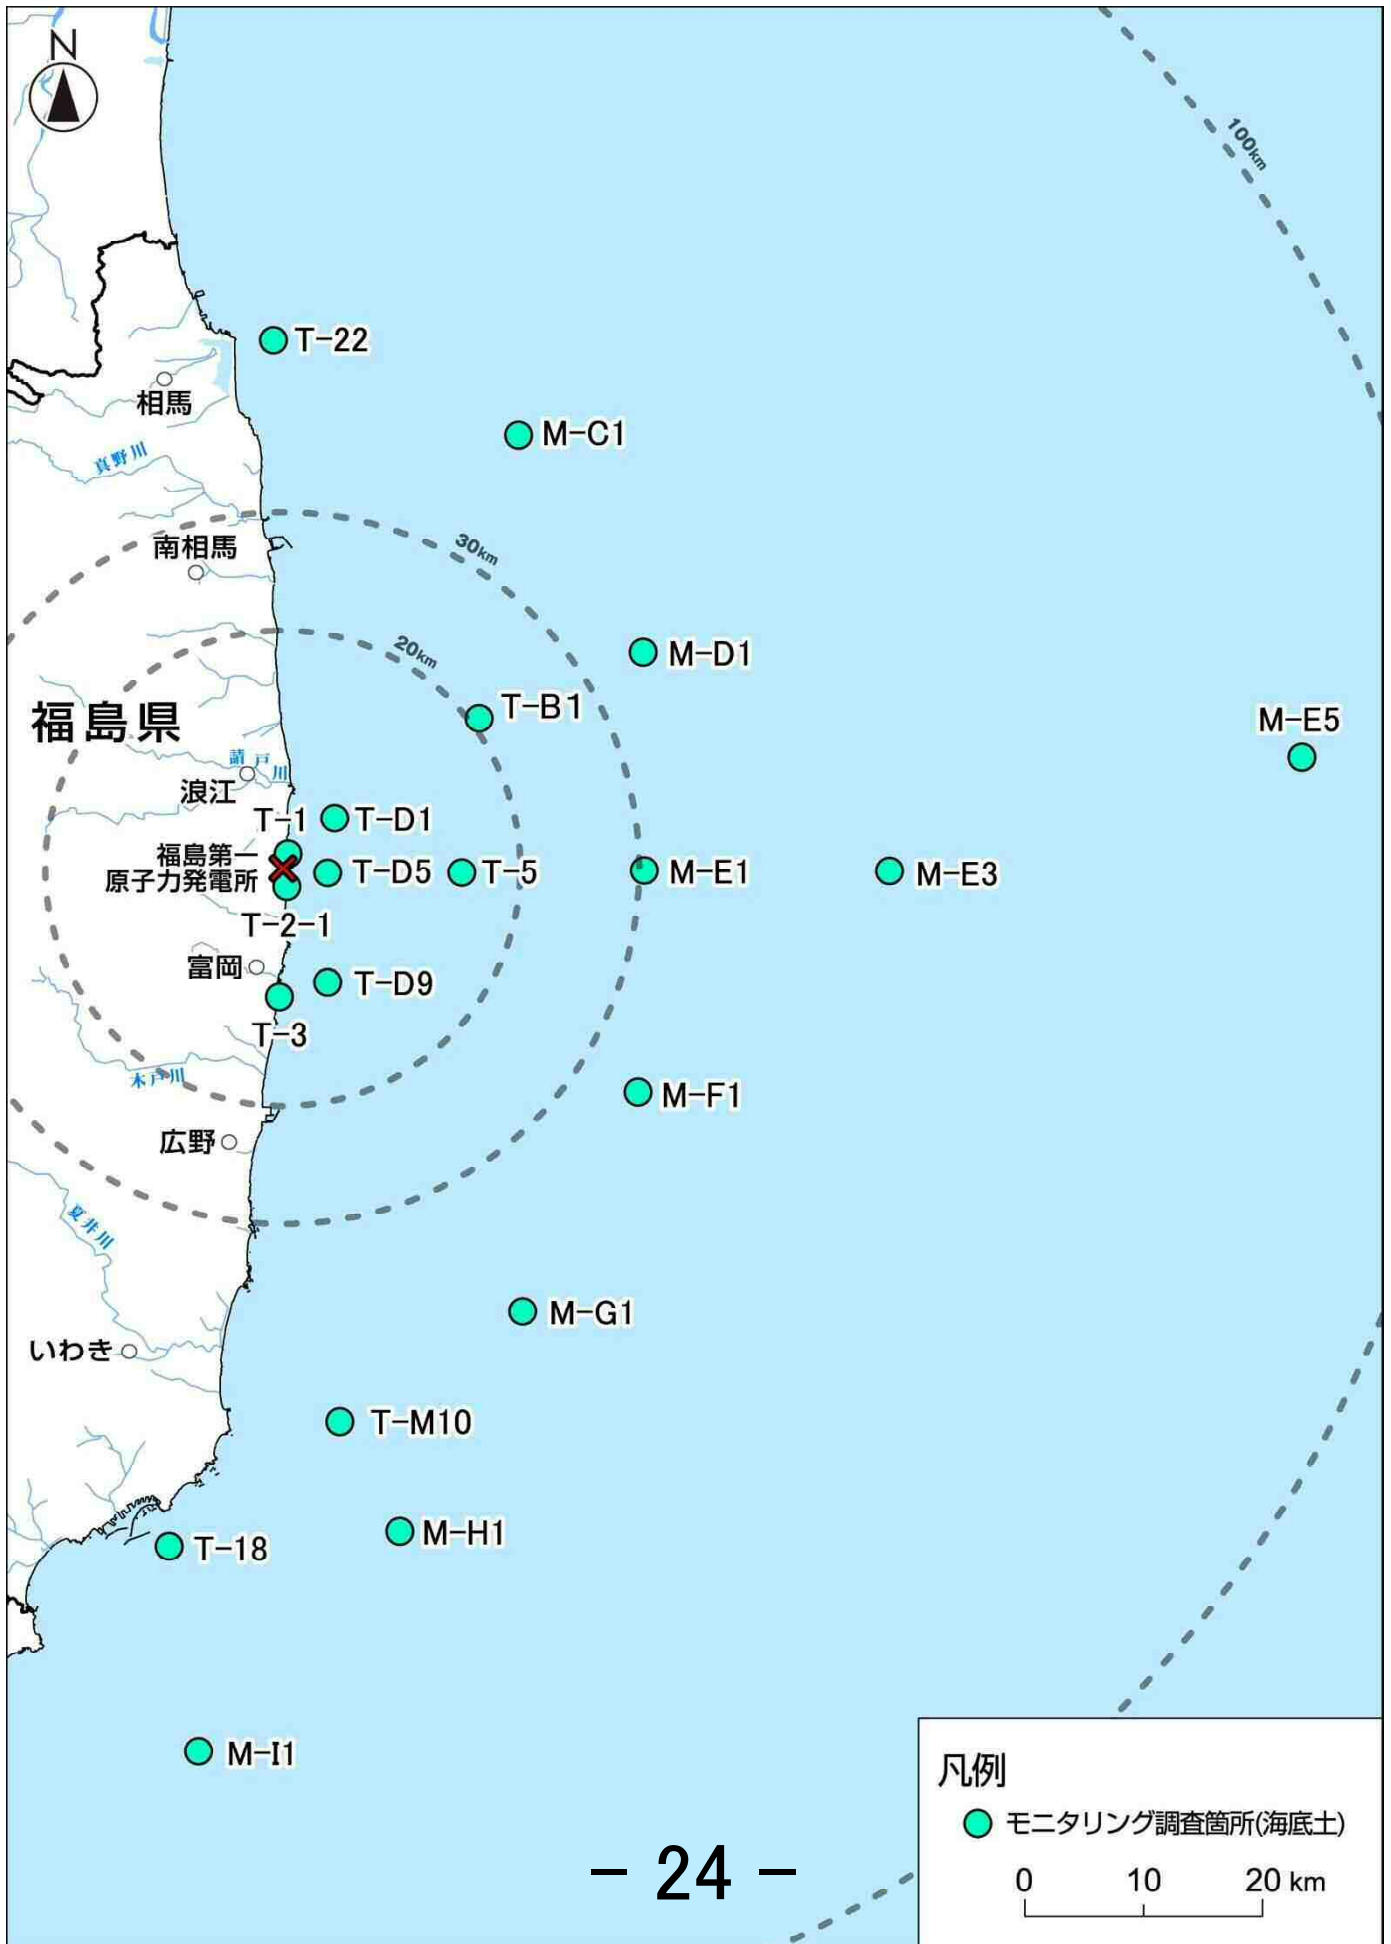 N
100km
T-22
相馬
M-C1
真野川
30km
南相馬
20km
M-D1
T-B1
福島県
M-E5
請戸川
浪江
T-1
T-D1
福島第一
原子力発電所
T-D5
T-5
M-E1
M-E3
T-2-1
富岡
T-D9
T-3
木戸川
M-F1
広野
夏井川
M-G1
いわき
T-M10
M-H1
T-18
M-I1
凡例
モニタリング調査箇所(海底土)
0 10 20 km
- 24 -